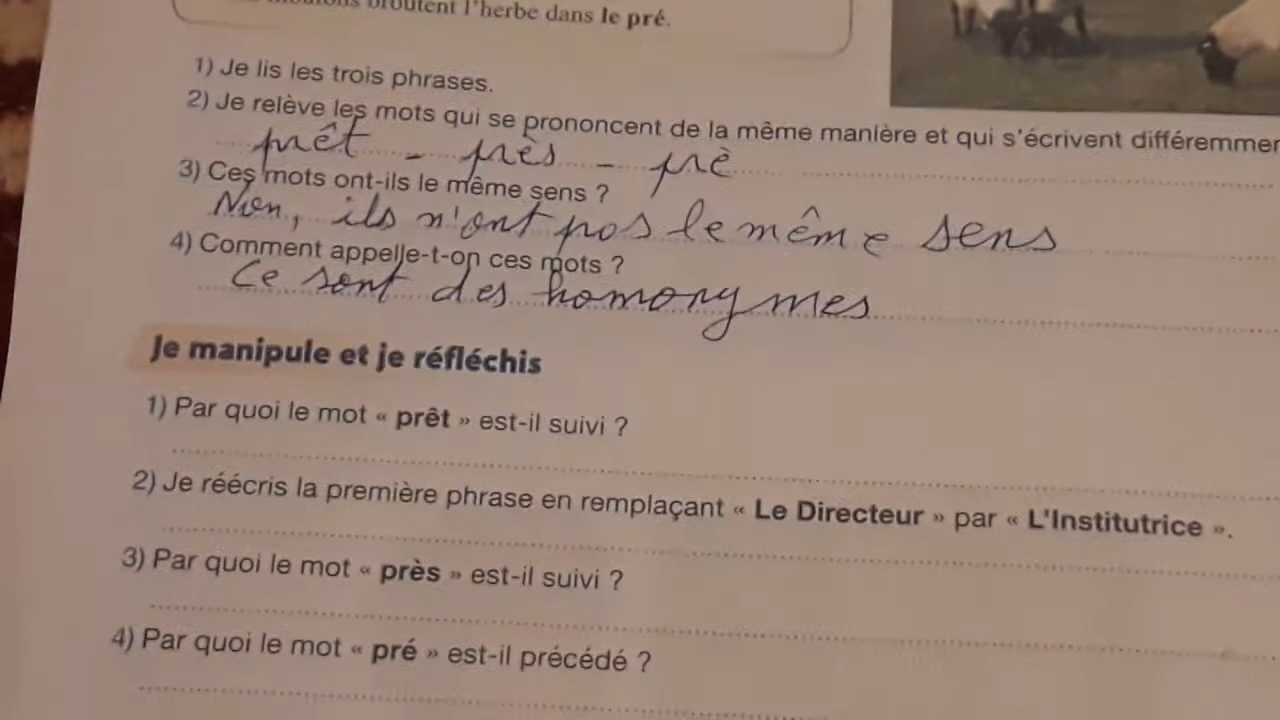 broutent l'herbe dans le pré.
1) Je lis les trois phrases.
2) Je relève les mots qui se prononcent de la même manière et qui s'écrivent
prêt - près - prè
3) Ces mots ont-ils le même sens ?
Non, ils n'ont pas le même sens
4) Comment appelle-t-on ces mots ?
Ce sont des homonymes
Je manipule et je réfléchis
1) Par quoi le mot « prêt » est-il suivi ?
2) Je réécris la première phrase en remplaçant « Le Directeur » par « L'Institutrice ».
3) Par quoi le mot « près » est-il suivi ?
4) Par quoi le mot « pré » est-il précédé ?